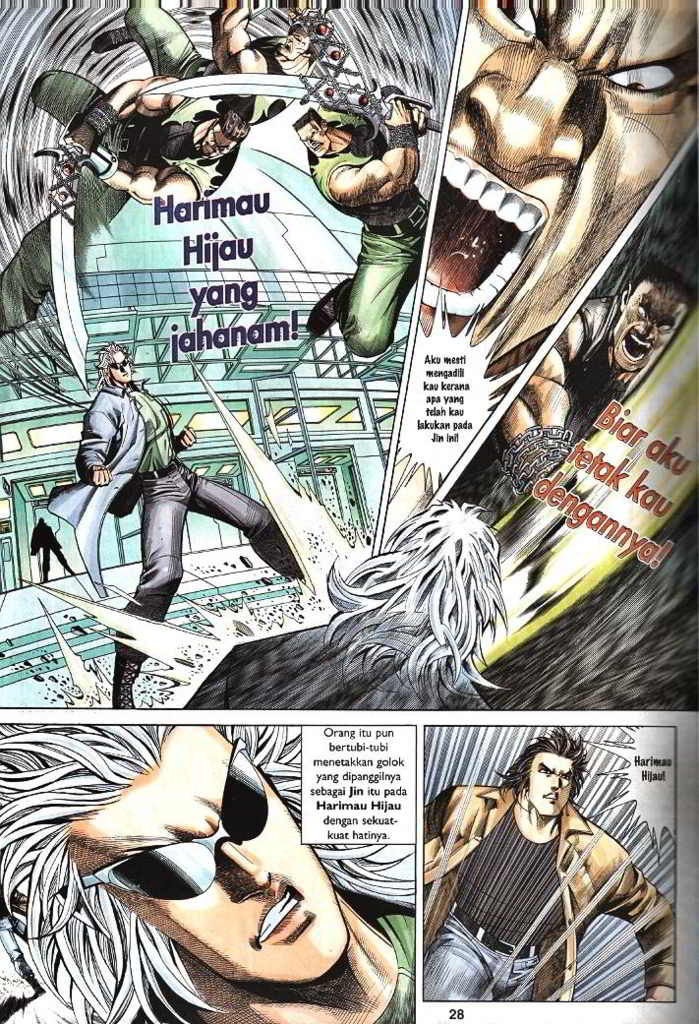 Harimau
Hijau
yang
jahanam!
Aku mesti
mengadili
kau kerana
apa yang
telah kau
lakukan pada
Jin ini!
Biar aku
tetak kau
dengannya!
Orang itu pun
bertubi-tubi
menetakkan golok
yang dipanggilnya
sebagai Jin itu pada
Harimau Hijau
dengan sekuat-
kuat hatinya.
Harimau
Hijau!
28